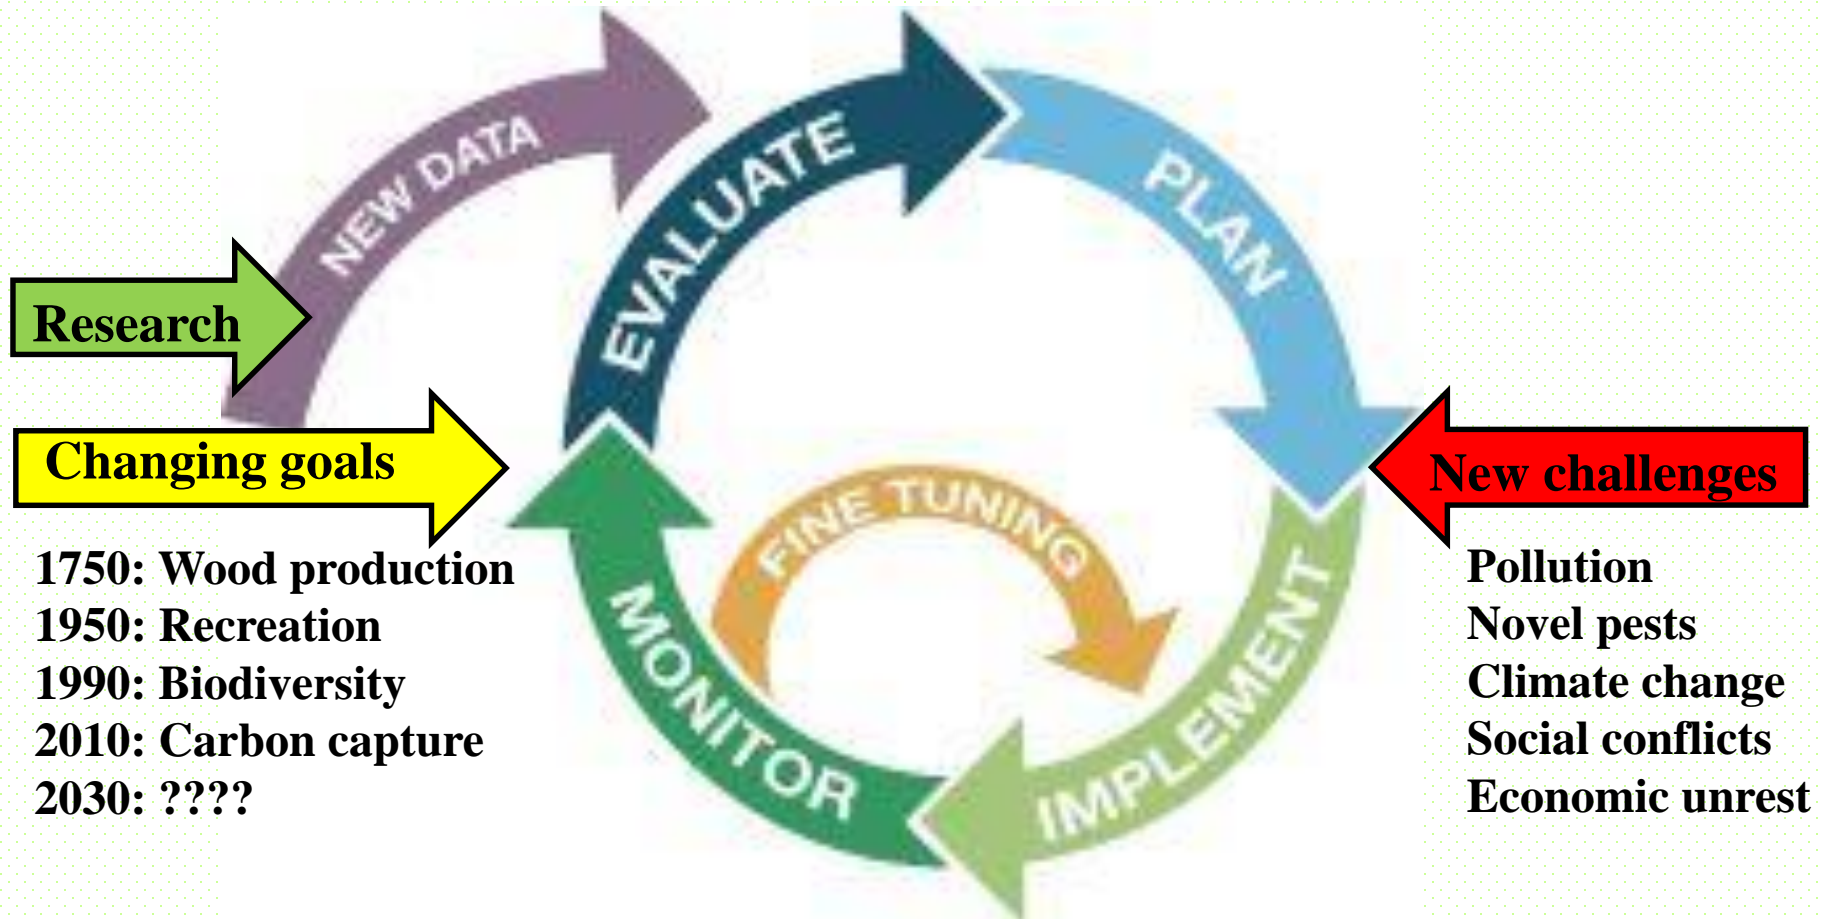 NEW DATA
EVALUATE
PLAN
Research
Changing goals
New challenges
FINE TUNING
MONITOR
IMPLEMENT
1750: Wood production
1950: Recreation
1990: Biodiversity
2010: Carbon capture
2030: ????
Pollution
Novel pests
Climate change
Social conflicts
Economic unrest